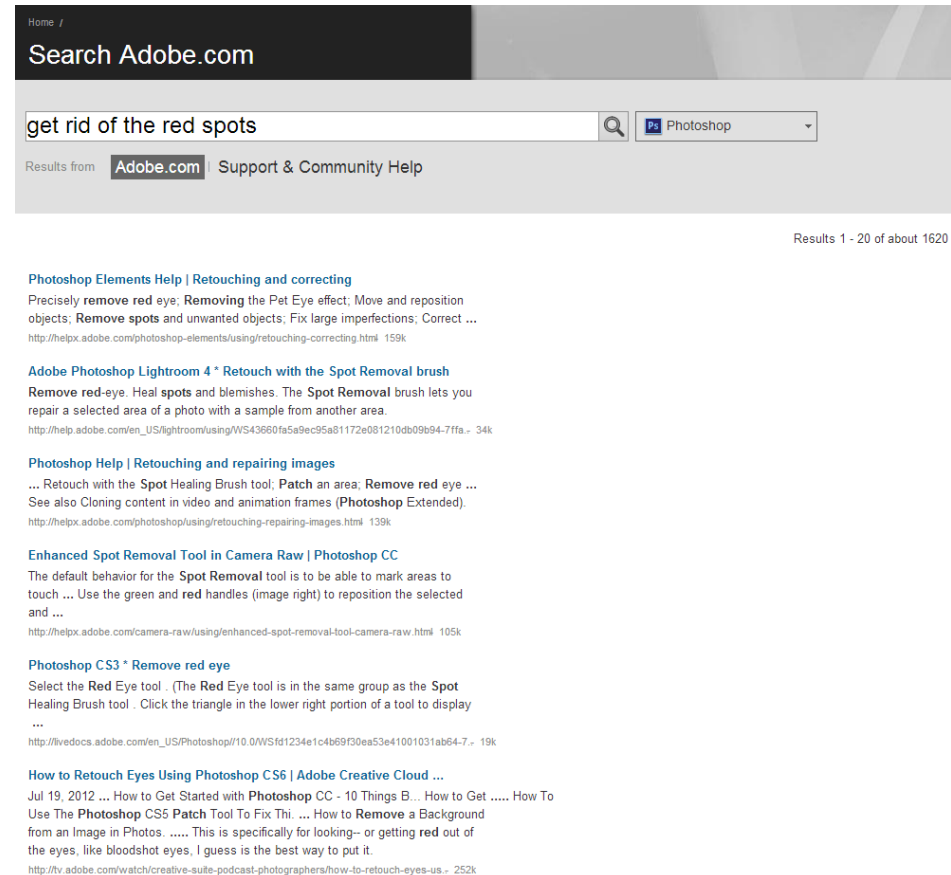 Home /
Search Adobe.com
get rid of the red spots
Ps Photoshop
Results from Adobe.com | Support & Community Help
Results 1 - 20 of about 1620
Photoshop Elements Help | Retouching and correcting
Precisely remove red eye; Removing the Pet Eye effect; Move and reposition
objects; Remove spots and unwanted objects; Fix large imperfections; Correct ...
http://helpx.adobe.com/photoshop-elements/using/retouching-correcting.html 159k
Adobe Photoshop Lightroom 4 * Retouch with the Spot Removal brush
Remove red-eye. Heal spots and blemishes. The Spot Removal brush lets you
repair a selected area of a photo with a sample from another area.
http://help.adobe.com/en_US/lightroom/using/WS43660fa5a9ec95a81172e081210db09b94-7ffa.. 34k
Photoshop Help | Retouching and repairing images
... Retouch with the Spot Healing Brush tool; Patch an area; Remove red eye ...
See also Cloning content in video and animation frames (Photoshop Extended).
http://helpx.adobe.com/photoshop/using/retouching-repairing-images.html 139k
Enhanced Spot Removal Tool in Camera Raw | Photoshop CC
The default behavior for the Spot Removal tool is to be able to mark areas to
touch ... Use the green and red handles (image right) to reposition the selected
and ...
http://helpx.adobe.com/camera-raw/using/enhanced-spot-removal-tool-camera-raw.html 105k
Photoshop CS3 * Remove red eye
Select the Red Eye tool . (The Red Eye tool is in the same group as the Spot
Healing Brush tool . Click the triangle in the lower right portion of a tool to display
...
http://livedocs.adobe.com/en_US/Photoshop//10.0/WSfd1234e1c4b69f30ea53e41001031ab64-7.. 19k
How to Retouch Eyes Using Photoshop CS6 | Adobe Creative Cloud ...
Jul 19, 2012 ... How to Get Started with Photoshop CC - 10 Things B... How to Get ..... How To
Use The Photoshop CS5 Patch Tool To Fix Thi. ... How to Remove a Background
from an Image in Photos. ..... This is specifically for looking-- or getting red out of
the eyes, like bloodshot eyes, I guess is the best way to put it.
http://tv.adobe.com/watch/creative-suite-podcast-photographers/how-to-retouch-eyes-us.. 252k